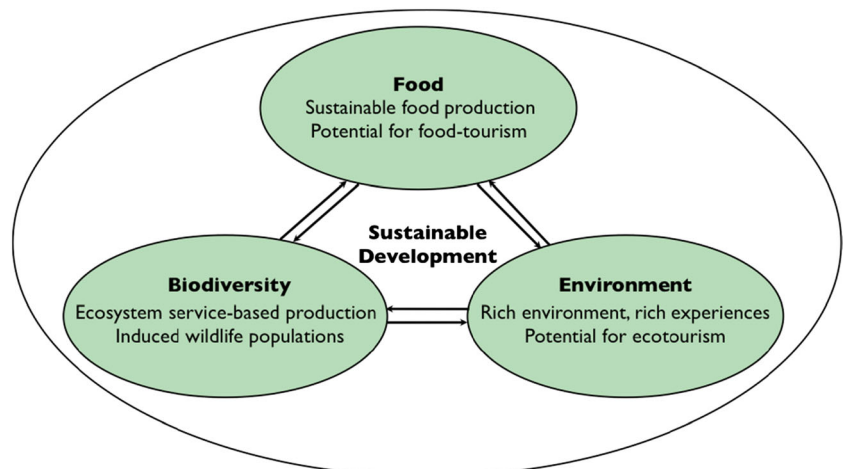 Food
Sustainable food production
Potential for food-tourism
Sustainable
Development
Biodiversity
Ecosystem service-based production
Induced wildlife populations
Environment
Rich environment, rich experiences
Potential for ecotourism